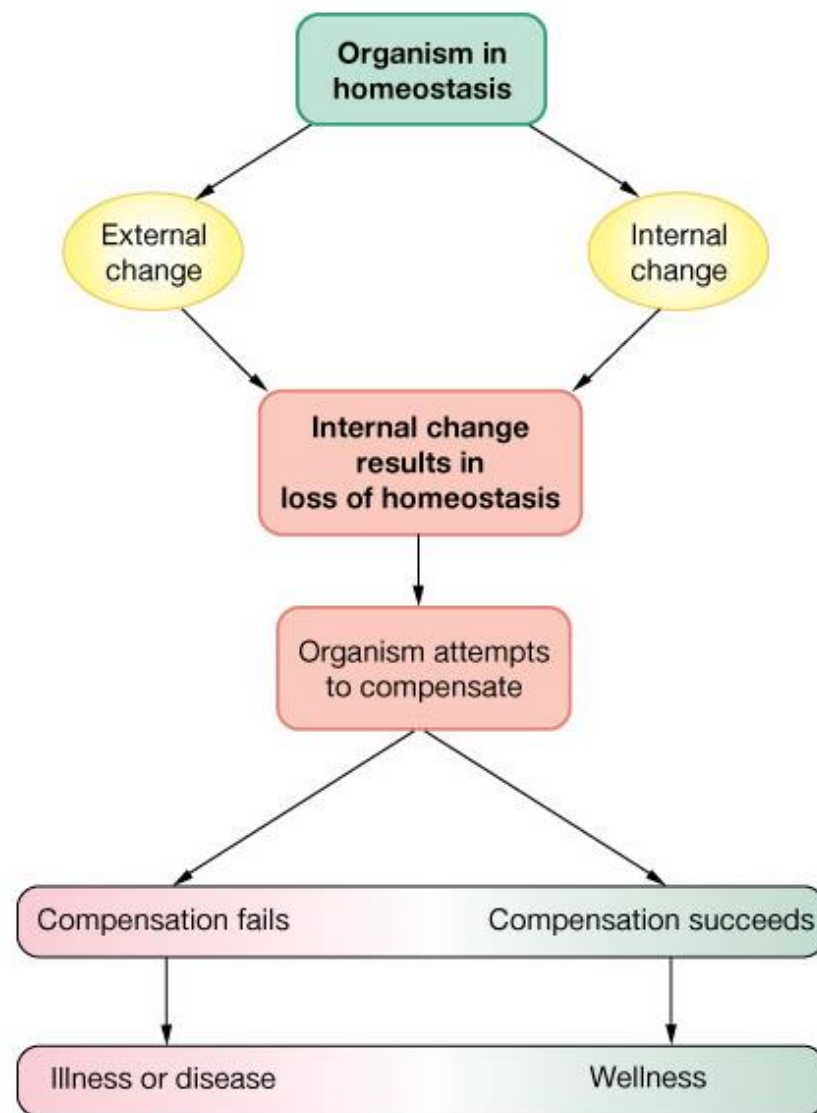 Organism in
homeostasis
External
change
Internal
change
Internal change
results in
loss of homeostasis
Organism attempts
to compensate
Compensation fails
Compensation succeeds
Illness or disease
Wellness